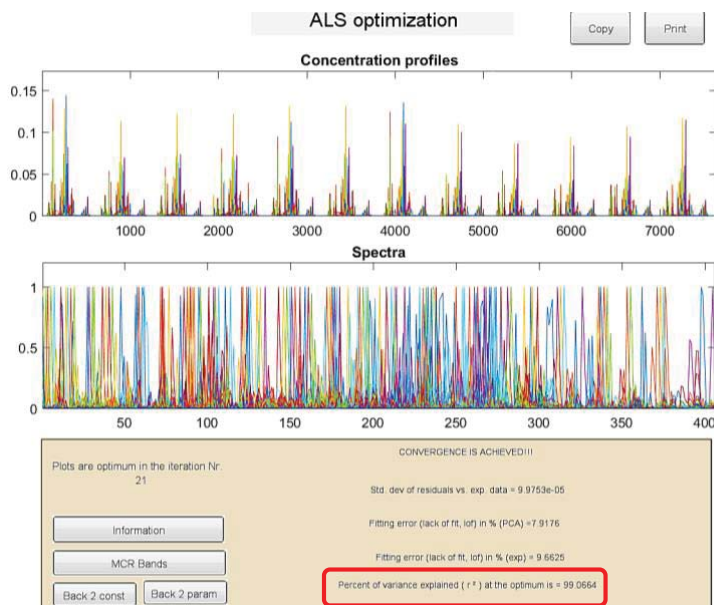 ALS optimization
Copy
Print
Concentration profiles
0.15
0.1
0.05
0
1000
2000
3000
4000
5000
6000
7000
Spectra
1
0.5
0
50
100
150
200
250
300
350
400
Plots are optimum in the iteration Nr.
21
Information
MCR Bands
Back 2 const
Back 2 param
CONVERGENCE IS ACHIEVED!!!
Std. dev of residuals vs. exp. data = 9.9753e-05
Fitting error (lack of fit, lof) in % (PCA) =7.9176
Fitting error (lack of fit, lof) in % (exp) = 9.6625
Percent of variance explained ( r ² ) at the optimum is = 99.0664